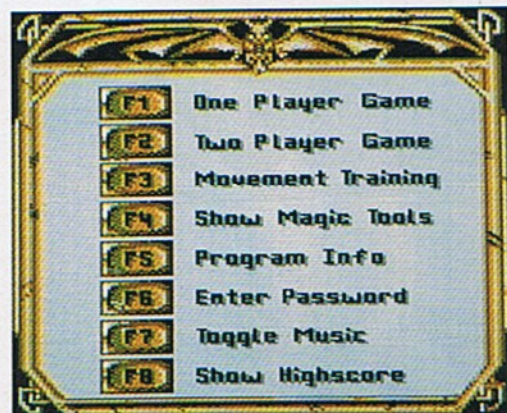 F1 One Player Game
F2 Two Player Game
F3 Movement Training
F4 Show Magic Tools
F5 Program Info
F6 Enter Password
F7 Toggle Music
F8 Show Highscore